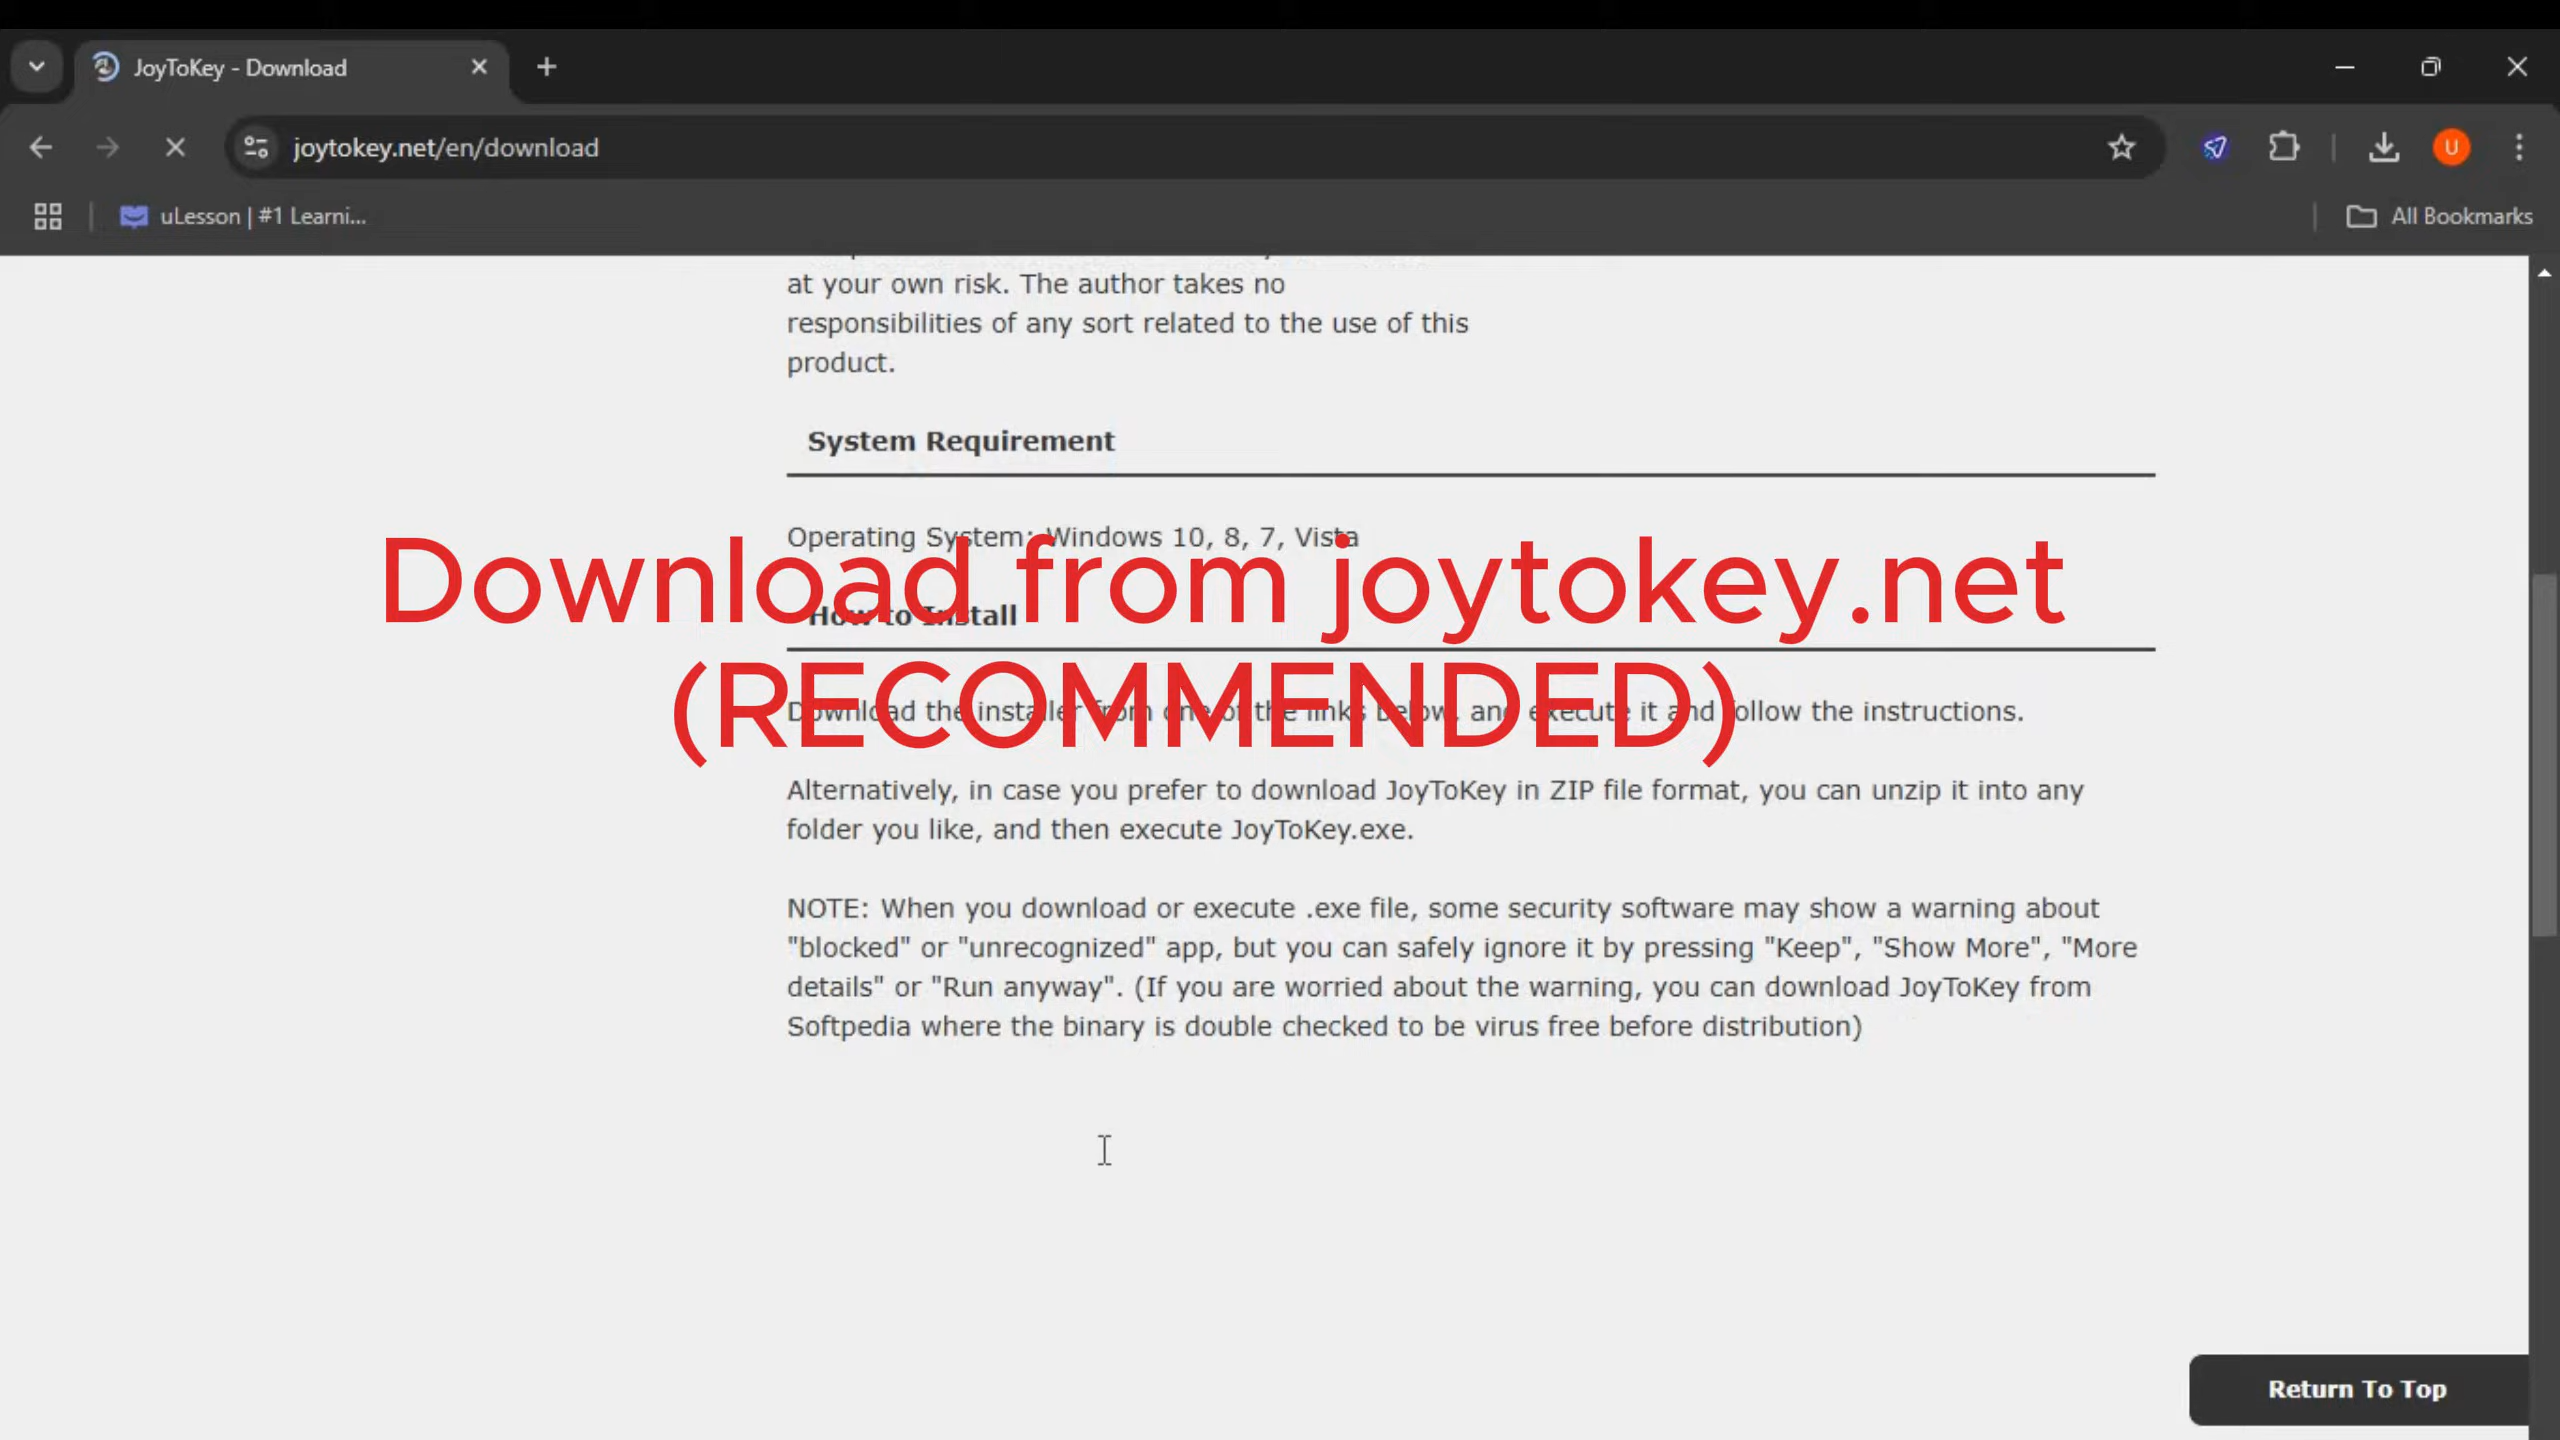 JoyToKey - Download
joytokey.net/en/download
U
uLesson | #1 Learni...
All Bookmarks
at your own risk. The author takes no
responsibilities of any sort related to the use of this
product.
System Requirement
Operating System: Windows 10, 8, 7, Vista
Download from joytokey.net
How to Install
(RECOMMENDED)
Download the installer from one of the links below, and execute it and follow the instructions.
Alternatively, in case you prefer to download JoyToKey in ZIP file format, you can unzip it into any
folder you like, and then execute JoyToKey.exe.
NOTE: When you download or execute .exe file, some security software may show a warning about
"blocked" or "unrecognized" app, but you can safely ignore it by pressing "Keep", "Show More", "More
details" or "Run anyway". (If you are worried about the warning, you can download JoyToKey from
Softpedia where the binary is double checked to be virus free before distribution)
Return To Top